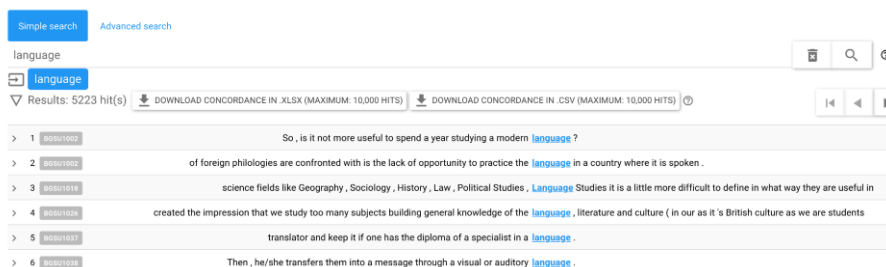 Simple search Advanced search
language
language
Results: 5223 hit(s) DOWNLOAD CONCORDANCE IN .XLSX (MAXIMUM: 10,000 HITS) DOWNLOAD CONCORDANCE IN .CSV (MAXIMUM: 10,000 HITS)
1 BGSU1002 So , is it not more useful to spend a year studying a modern language ?
2 BGSU1002 of foreign philologies are confronted with is the lack of opportunity to practice the language in a country where it is spoken .
3 BGSU1018 science fields like Geography , Sociology , History , Law , Political Studies , Language Studies it is a little more difficult to define in what way they are useful in
4 BGSU1026 created the impression that we study too many subjects building general knowledge of the language , literature and culture ( in our as it 's British culture as we are students
5 BGSU1037 translator and keep it if one has the diploma of a specialist in a language .
6 BGSU1038 Then , he/she transfers them into a message through a visual or auditory language .